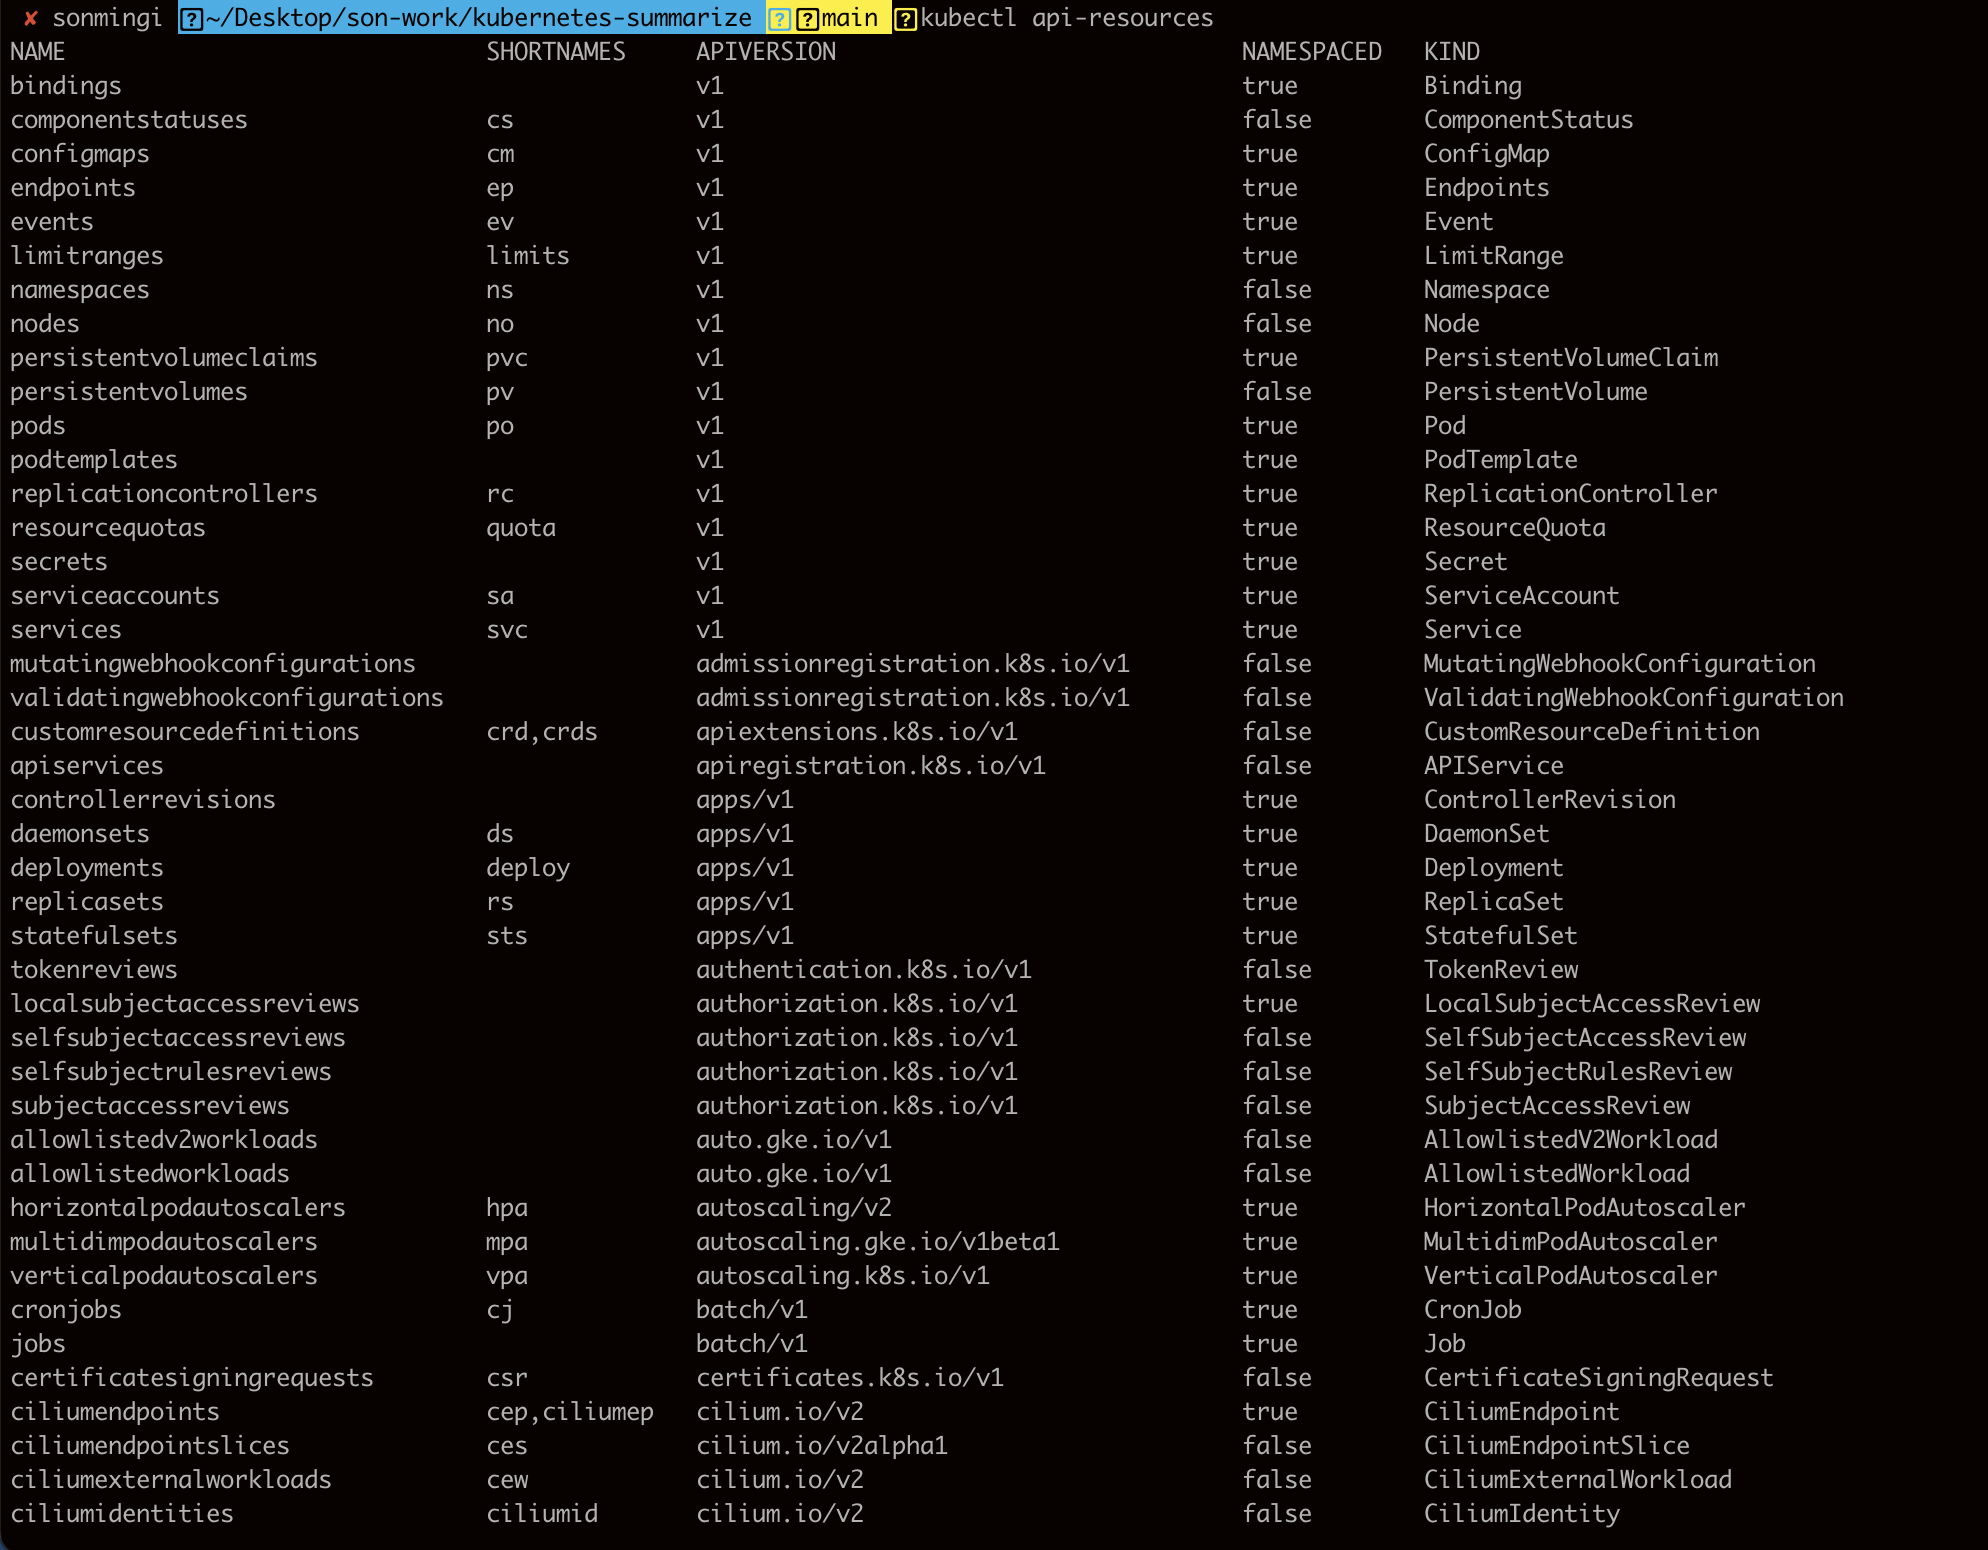 ✘ sonmingi ~/Desktop/son-work/kubernetes-summarize main kubectl api-resources
NAME SHORTNAMES APIVERSION NAMESPACED KIND
bindings v1 true Binding
componentstatuses cs v1 false ComponentStatus
configmaps cm v1 true ConfigMap
endpoints ep v1 true Endpoints
events ev v1 true Event
limitranges limits v1 true LimitRange
namespaces ns v1 false Namespace
nodes no v1 false Node
persistentvolumeclaims pvc v1 true PersistentVolumeClaim
persistentvolumes pv v1 false PersistentVolume
pods po v1 true Pod
podtemplates v1 true PodTemplate
replicationcontrollers rc v1 true ReplicationController
resourcequotas quota v1 true ResourceQuota
secrets v1 true Secret
serviceaccounts sa v1 true ServiceAccount
services svc v1 true Service
mutatingwebhookconfigurations admissionregistration.k8s.io/v1 false MutatingWebhookConfiguration
validatingwebhookconfigurations admissionregistration.k8s.io/v1 false ValidatingWebhookConfiguration
customresourcedefinitions crd,crds apiextensions.k8s.io/v1 false CustomResourceDefinition
apiservices apiregistration.k8s.io/v1 false APIService
controllerrevisions apps/v1 true ControllerRevision
daemonsets ds apps/v1 true DaemonSet
deployments deploy apps/v1 true Deployment
replicasets rs apps/v1 true ReplicaSet
statefulsets sts apps/v1 true StatefulSet
tokenreviews authentication.k8s.io/v1 false TokenReview
localsubjectaccessreviews authorization.k8s.io/v1 true LocalSubjectAccessReview
selfsubjectaccessreviews authorization.k8s.io/v1 false SelfSubjectAccessReview
selfsubjectrulesreviews authorization.k8s.io/v1 false SelfSubjectRulesReview
subjectaccessreviews authorization.k8s.io/v1 false SubjectAccessReview
allowlistedv2workloads auto.gke.io/v1 false AllowlistedV2Workload
allowlistedworkloads auto.gke.io/v1 false AllowlistedWorkload
horizontalpodautoscalers hpa autoscaling/v2 true HorizontalPodAutoscaler
multidimpodautoscalers mpa autoscaling.gke.io/v1beta1 true MultidimPodAutoscaler
verticalpodautoscalers vpa autoscaling.k8s.io/v1 true VerticalPodAutoscaler
cronjobs cj batch/v1 true CronJob
jobs batch/v1 true Job
certificatesigningrequests csr certificates.k8s.io/v1 false CertificateSigningRequest
ciliumendpoints cep,ciliumep cilium.io/v2 true CiliumEndpoint
ciliumendpointslices ces cilium.io/v2alpha1 false CiliumEndpointSlice
ciliumexternalworkloads cew cilium.io/v2 false CiliumExternalWorkload
ciliumidentities ciliumid cilium.io/v2 false CiliumIdentity